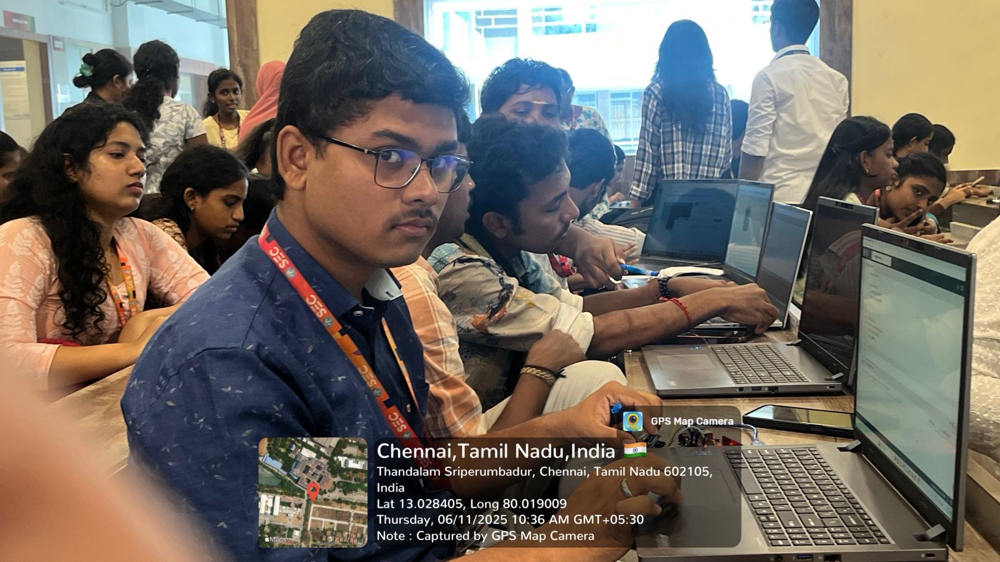 SEC
SEC
SEC
SEC
GPS Map Camera
Chennai,Tamil Nadu,India 🇮🇳
Thandalam Sriperumbadur, Chennai, Tamil Nadu 602105,
India
Lat 13.028405, Long 80.019009
Thursday, 06/11/2025 10:36 AM GMT+05:30
Note : Captured by GPS Map Camera
Maps